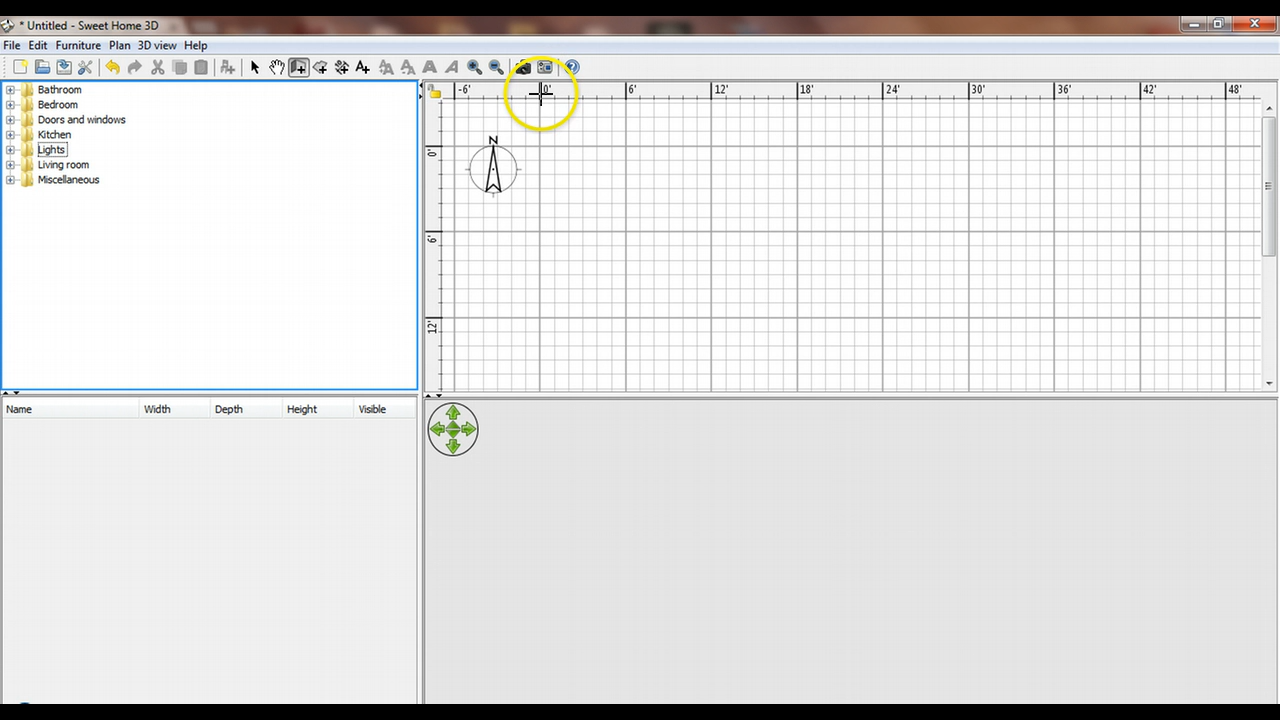 * Untitled - Sweet Home 3D
File Edit Furniture Plan 3D view Help
Bathroom
Bedroom
Doors and windows
Kitchen
Lights
Living room
Miscellaneous
-6' 0' 6' 12' 18' 24' 30' 36' 42' 48'
N
0'
6'
12'
Name Width Depth Height Visible